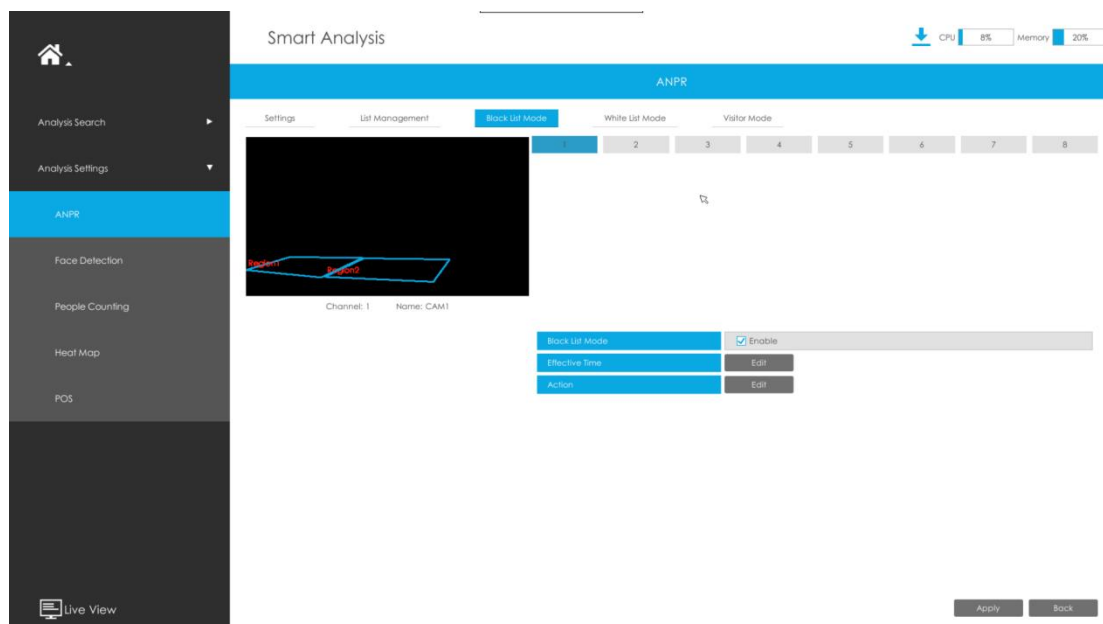 Smart Analysis
CPU 8% Memory 20%
ANPR
Analysis Search
Analysis Settings
ANPR
Face Detection
People Counting
Heat Map
POS
Live View
Settings List Management Black List Mode White List Mode Visitor Mode
1 2 3 4 5 6 7 8
Region1
Region2
Channel: 1 Name: CAM1
Black List Mode Enable
Effective Time Edit
Action Edit
Apply Back